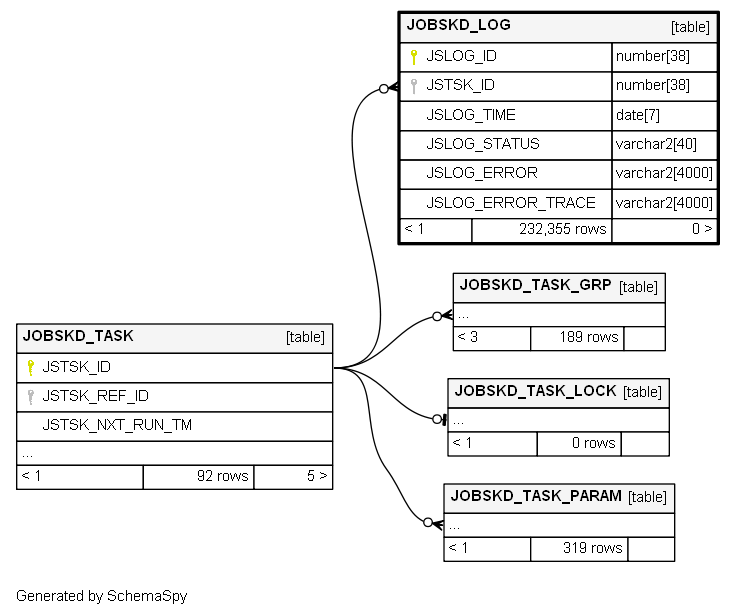 JOBSKD_LOG [table]
JSLOG_ID number[38]
JSTSK_ID number[38]
JSLOG_TIME date[7]
JSLOG_STATUS varchar2[40]
JSLOG_ERROR varchar2[4000]
JSLOG_ERROR_TRACE varchar2[4000]
< 1 232,355 rows 0 >
JOBSKD_TASK_GRP [table]
...
< 3 189 rows
JOBSKD_TASK [table]
JSTSK_ID
JSTSK_REF_ID
JSTSK_NXT_RUN_TM
...
< 1 92 rows 5 >
JOBSKD_TASK_LOCK [table]
...
< 1 0 rows
JOBSKD_TASK_PARAM [table]
...
< 1 319 rows
Generated by SchemaSpy